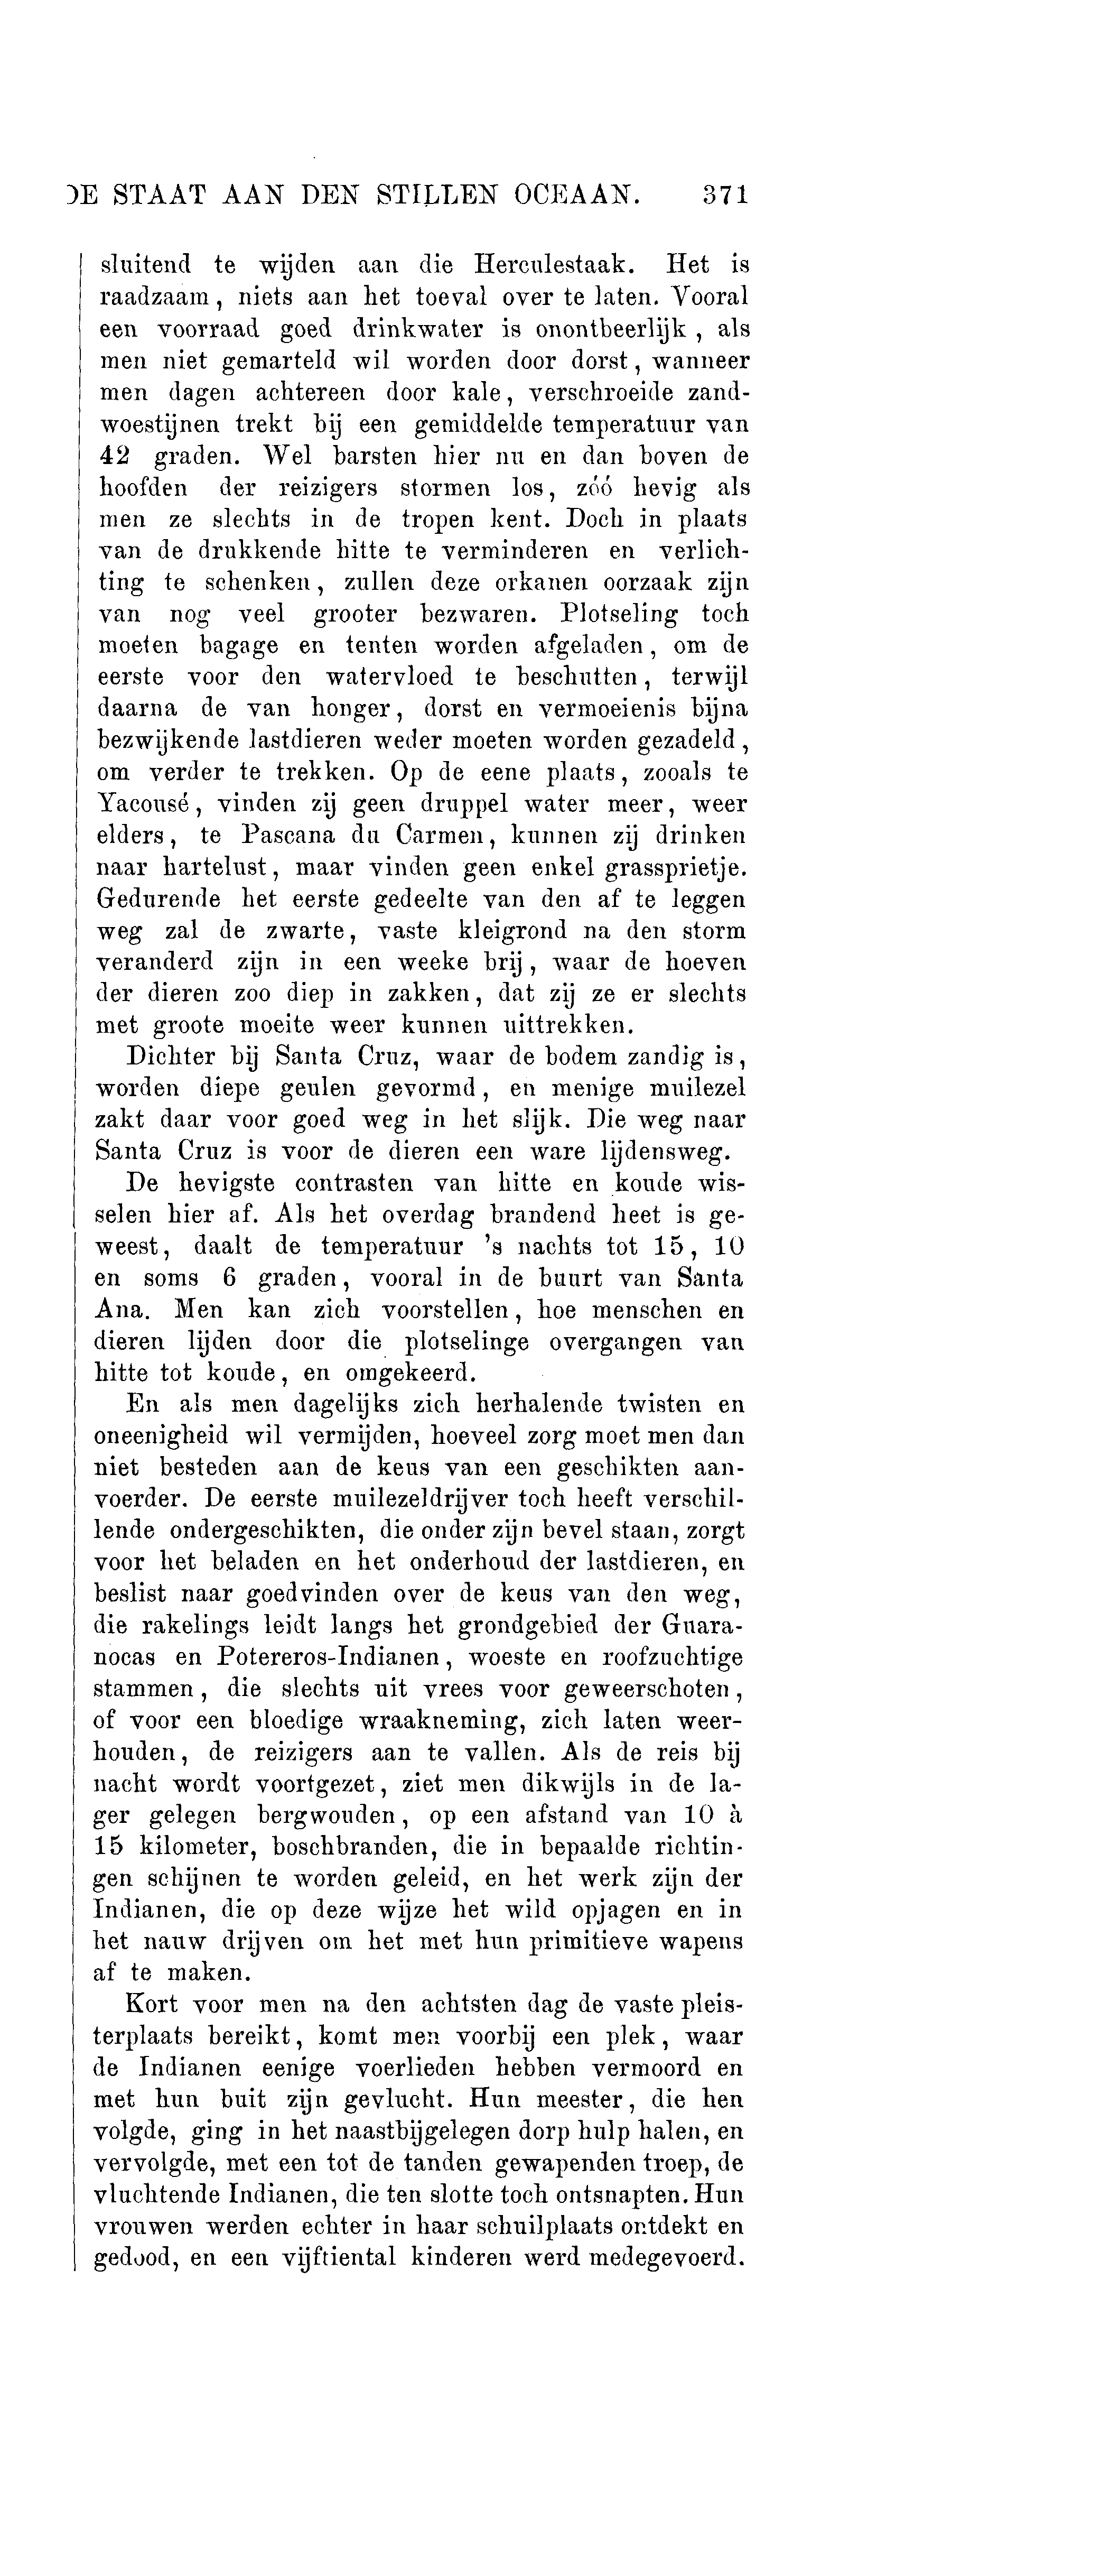 DE STAAT AAN DEN STILLEN OCEAAN. 371
sluitend te wijden aan die Herculestaak. Het is
raadzaam, niets aan het toeval over te laten. Vooral
een voorraad goed drinkwater is onontbeerlijk, als
men niet gemarteld wil worden door dorst, wanneer
men dagen achtereen door kale, verschroeide zand-
woestijnen trekt bij een gemiddelde temperatuur van
42 graden. Wel barsten hier nu en dan boven de
hoofden der reizigers stormen los, zóó hevig als
men ze slechts in de tropen kent. Doch in plaats
van de drukkende hitte te verminderen en verlich-
ting te schenken, zullen deze orkanen oorzaak zijn
van nog veel grooter bezwaren. Plotseling toch
moeten bagage en tenten worden afgeladen, om de
eerste voor den watervloed te beschutten, terwijl
daarna de van honger, dorst en vermoeienis bijna
bezwijkende lastdieren weder moeten worden gezadeld,
om verder te trekken. Op de eene plaats, zooals te
Yacousé, vinden zij geen druppel water meer, weer
elders, te Pascana du Carmen, kunnen zij drinken
naar hartelust, maar vinden geen enkel grassprietje.
Gedurende het eerste gedeelte van den af te leggen
weg zal de zwarte, vaste kleigrond na den storm
veranderd zijn in een weeke brij, waar de hoeven
der dieren zoo diep in zakken, dat zij ze er slechts
met groote moeite weer kunnen uittrekken.
Dichter bij Santa Cruz, waar de bodem zandig is,
worden diepe geulen gevormd, en menige muilezel
zakt daar voor goed weg in het slijk. Die weg naar
Santa Cruz is voor de dieren een ware lijdensweg.
De hevigste contrasten van hitte en koude wis-
selen hier af. Als het overdag brandend heet is ge-
weest, daalt de temperatuur 's nachts tot 15, 10
en soms 6 graden, vooral in de buurt van Santa
Ana. Men kan zich voorstellen, hoe menschen en
dieren lijden door die plotselinge overgangen van
hitte tot koude, en omgekeerd.
En als men dagelijks zich herhalende twisten en
oneenigheid wil vermijden, hoeveel zorg moet men dan
niet besteden aan de keus van een geschikten aan-
voerder. De eerste muilezeldrijver toch heeft verschil-
lende ondergeschikten, die onder zijn bevel staan, zorgt
voor het beladen en het onderhoud der lastdieren, en
beslist naar goedvinden over de keus van den weg,
die rakelings leidt langs het grondgebied der Guara-
nocas en Potereros-Indianen, woeste en roofzuchtige
stammen, die slechts uit vrees voor geweerschoten,
of voor een bloedige wraakneming, zich laten weer-
houden, de reizigers aan te vallen. Als de reis bij
nacht wordt voortgezet, ziet men dikwijls in de la-
ger gelegen bergwouden, op een afstand van 10 à
15 kilometer, boschbranden, die in bepaalde richtin-
gen schijnen te worden geleid, en het werk zijn der
Indianen, die op deze wijze het wild opjagen en in
het nauw drijven om het met hun primitieve wapens
af te maken.
Kort voor men na den achtsten dag de vaste pleis-
terplaats bereikt, komt men voorbij een plek, waar
de Indianen eenige voerlieden hebben vermoord en
met hun buit zijn gevlucht. Hun meester, die hen
volgde, ging in het naastbijgelegen dorp hulp halen, en
vervolgde, met een tot de tanden gewapenden troep, de
vluchtende Indianen, die ten slotte toch ontsnapten. Hun
vrouwen werden echter in haar schuilplaats ontdekt en
gedood, en een vijftiental kinderen werd medegevoerd.